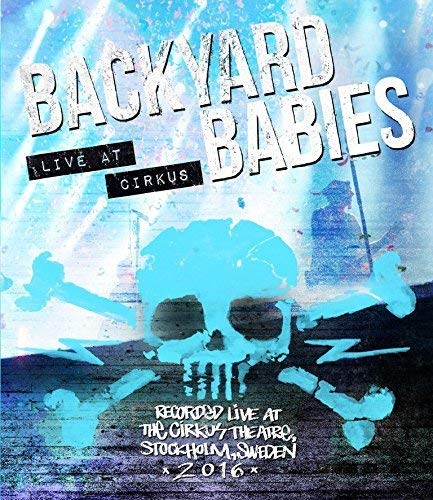 BACKYARD
BABIES
LIVE AT
CIRKUS
RECORDED LIVE AT
THE CIRKUS THEATRE,
STOCKHOLM, SWEDEN
x 2016 x